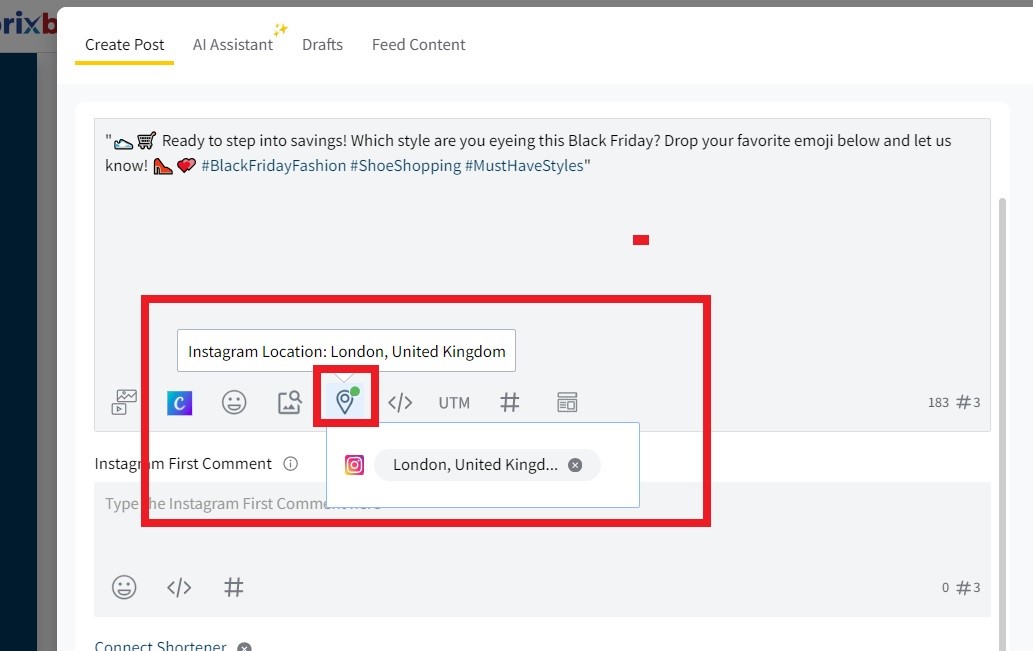 rixb
Create Post AI Assistant Drafts Feed Content
"👟🛒 Ready to step into savings! Which style are you eyeing this Black Friday? Drop your favorite emoji below and let us
know! 👠💕 #BlackFridayFashion #ShoeShopping #MustHaveStyles"
Instagram Location: London, United Kingdom
C </> UTM # 183 #3
Instagram First Comment
London, United Kingd...
Type the Instagram First Comment here
</> # 0 #3
Connect Shortener